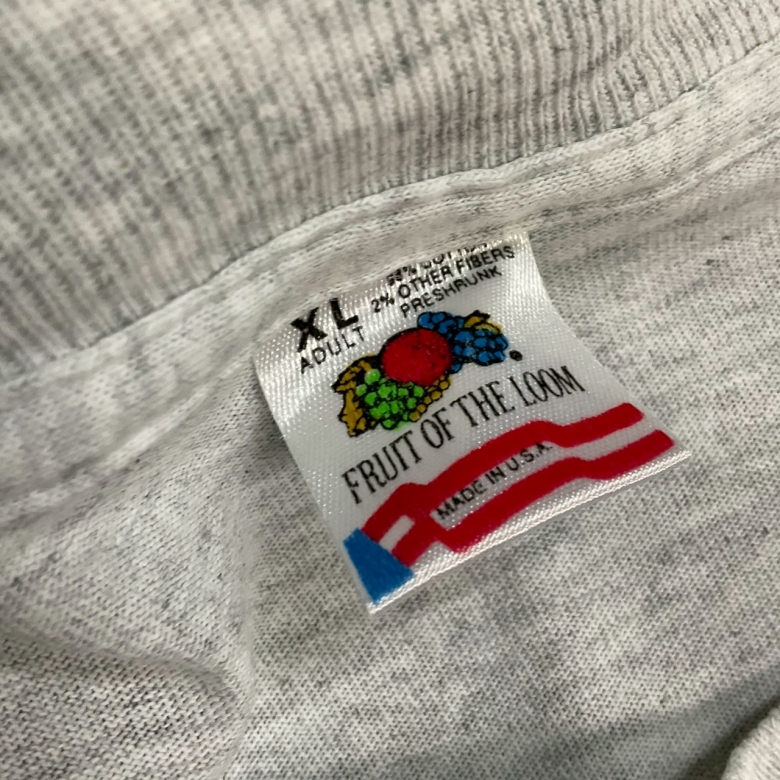 XL
ADULT
2% OTHER FIBERS
PRESHRUNK
FRUIT OF THE LOOM
MADE IN U.S.A.